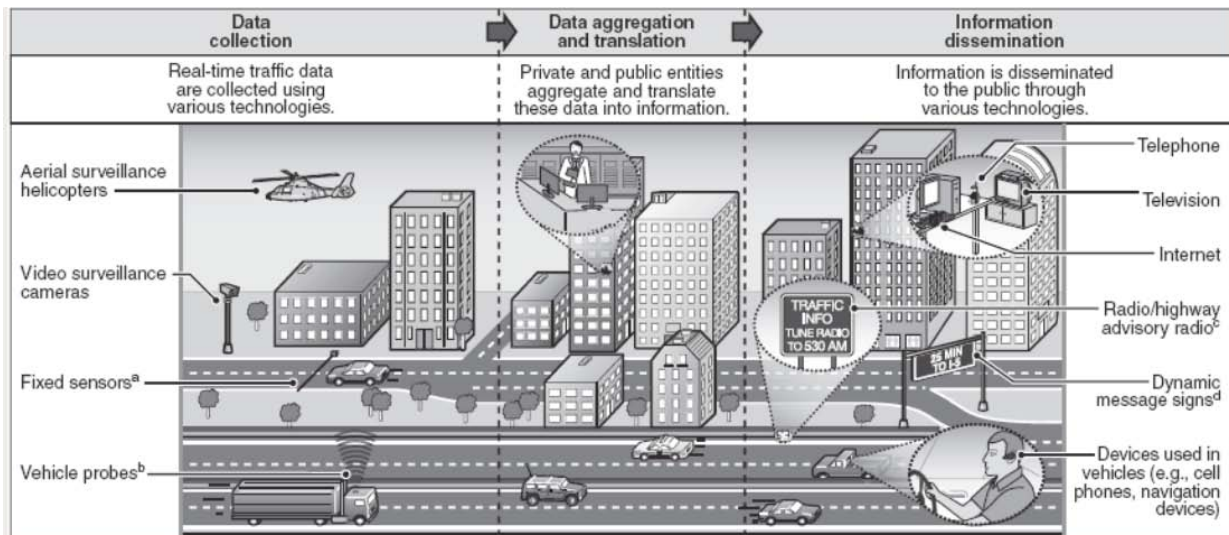 Data
collection
Data aggregation
and translation
Information
dissemination
Real-time traffic data
are collected using
various technologies.
Private and public entities
aggregate and translate
these data into information.
Information is disseminated
to the public through
various technologies.
Aerial surveillance
helicopters
Video surveillance
cameras
Fixed sensorsᵃ
Vehicle probesᵇ
Telephone
Television
Internet
Radio/highway
advisory radioᶜ
Dynamic
message signsᵈ
Devices used in
vehicles (e.g., cell
phones, navigation
devices)
TRAFFIC
INFO
TUNE RADIO
TO 530 AM
25 MIN
TO I-5